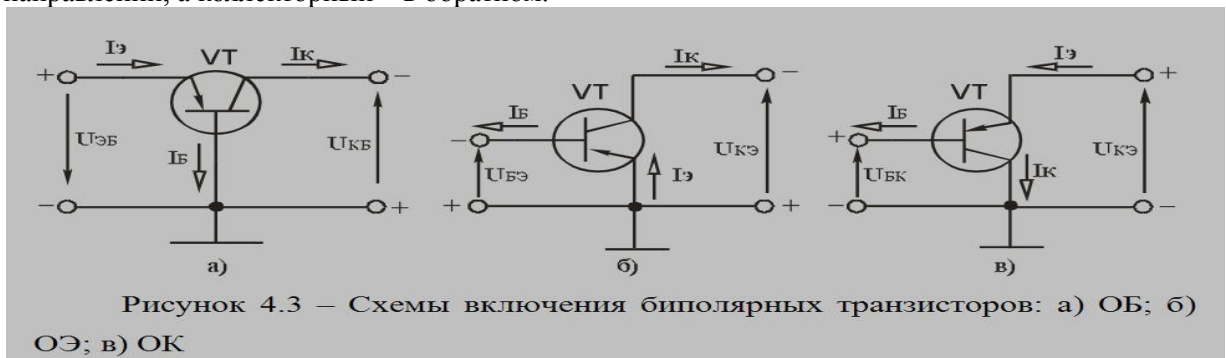 направлении, а коллекторный – в обратном.
Iэ VT Iк
+ –
UЭБ Iб UКБ
– +
а)
Iк
–
VT
Iб
–
UБЭ Iэ UКЭ
+ +
б)
Iэ
+
VT
Iб
+
UБК Iк UКЭ
– –
в)
Рисунок 4.3 – Схемы включения биполярных транзисторов: а) ОБ; б)
ОЭ; в) ОК